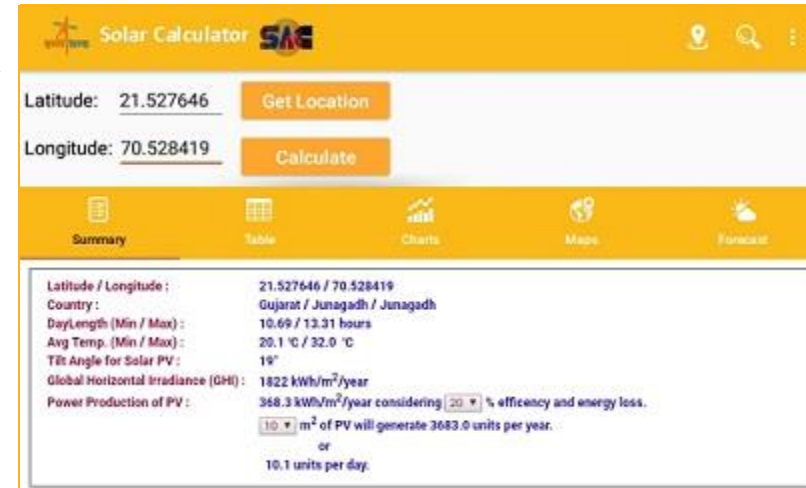 Solar Calculator SAC
Latitude: 21.527646 Get Location
Longitude: 70.528419 Calculate
Summary Table Charts Maps Forecast
Latitude / Longitude : 21.527646 / 70.528419
Country : Gujarat / Junagadh / Junagadh
DayLength (Min / Max) : 10.69 / 13.31 hours
Avg Temp. (Min / Max) : 20.1 °C / 32.0 °C
Tilt Angle for Solar PV : 19°
Global Horizontal Irradiance (GHI) : 1822 kWh/m²/year
Power Production of PV : 368.3 kWh/m²/year considering 20 % efficency and energy loss.
10 m² of PV will generate 3683.0 units per year.
or
10.1 units per day.